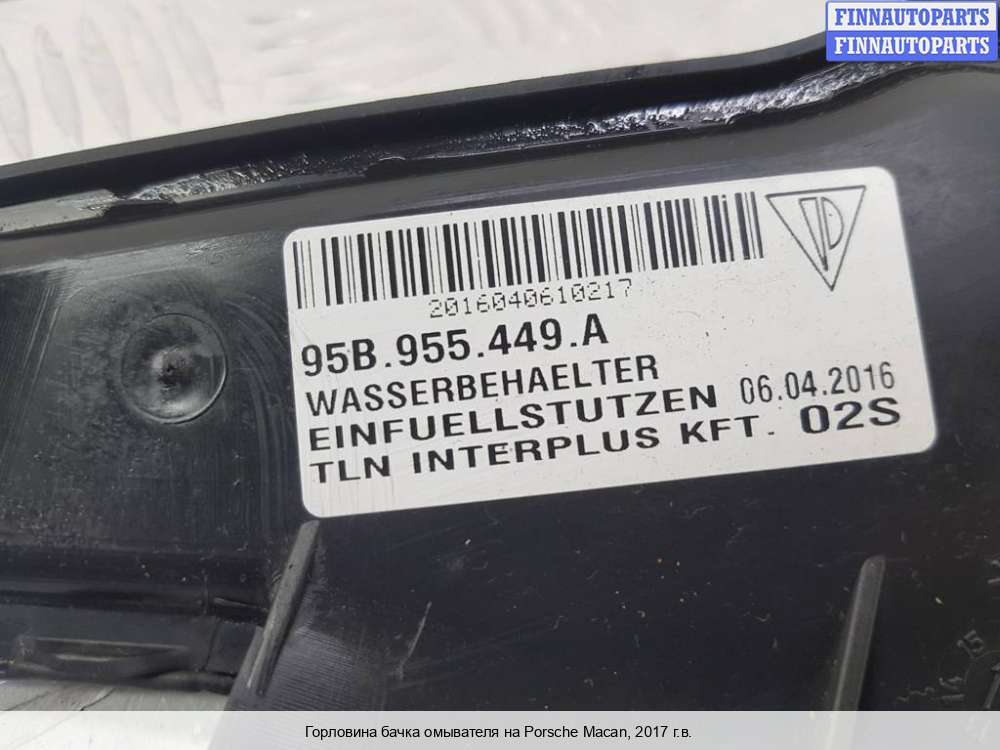 FINNAUTOPARTS
FINNAUTOPARTS
2016040610217
95B.955.449.A
WASSERBEHAELTER
EINFUELLSTUTZEN 06.04.2016
TLN INTERPLUS KFT. 02S
15
Горловина бачка омывателя на Porsche Macan, 2017 г.в.